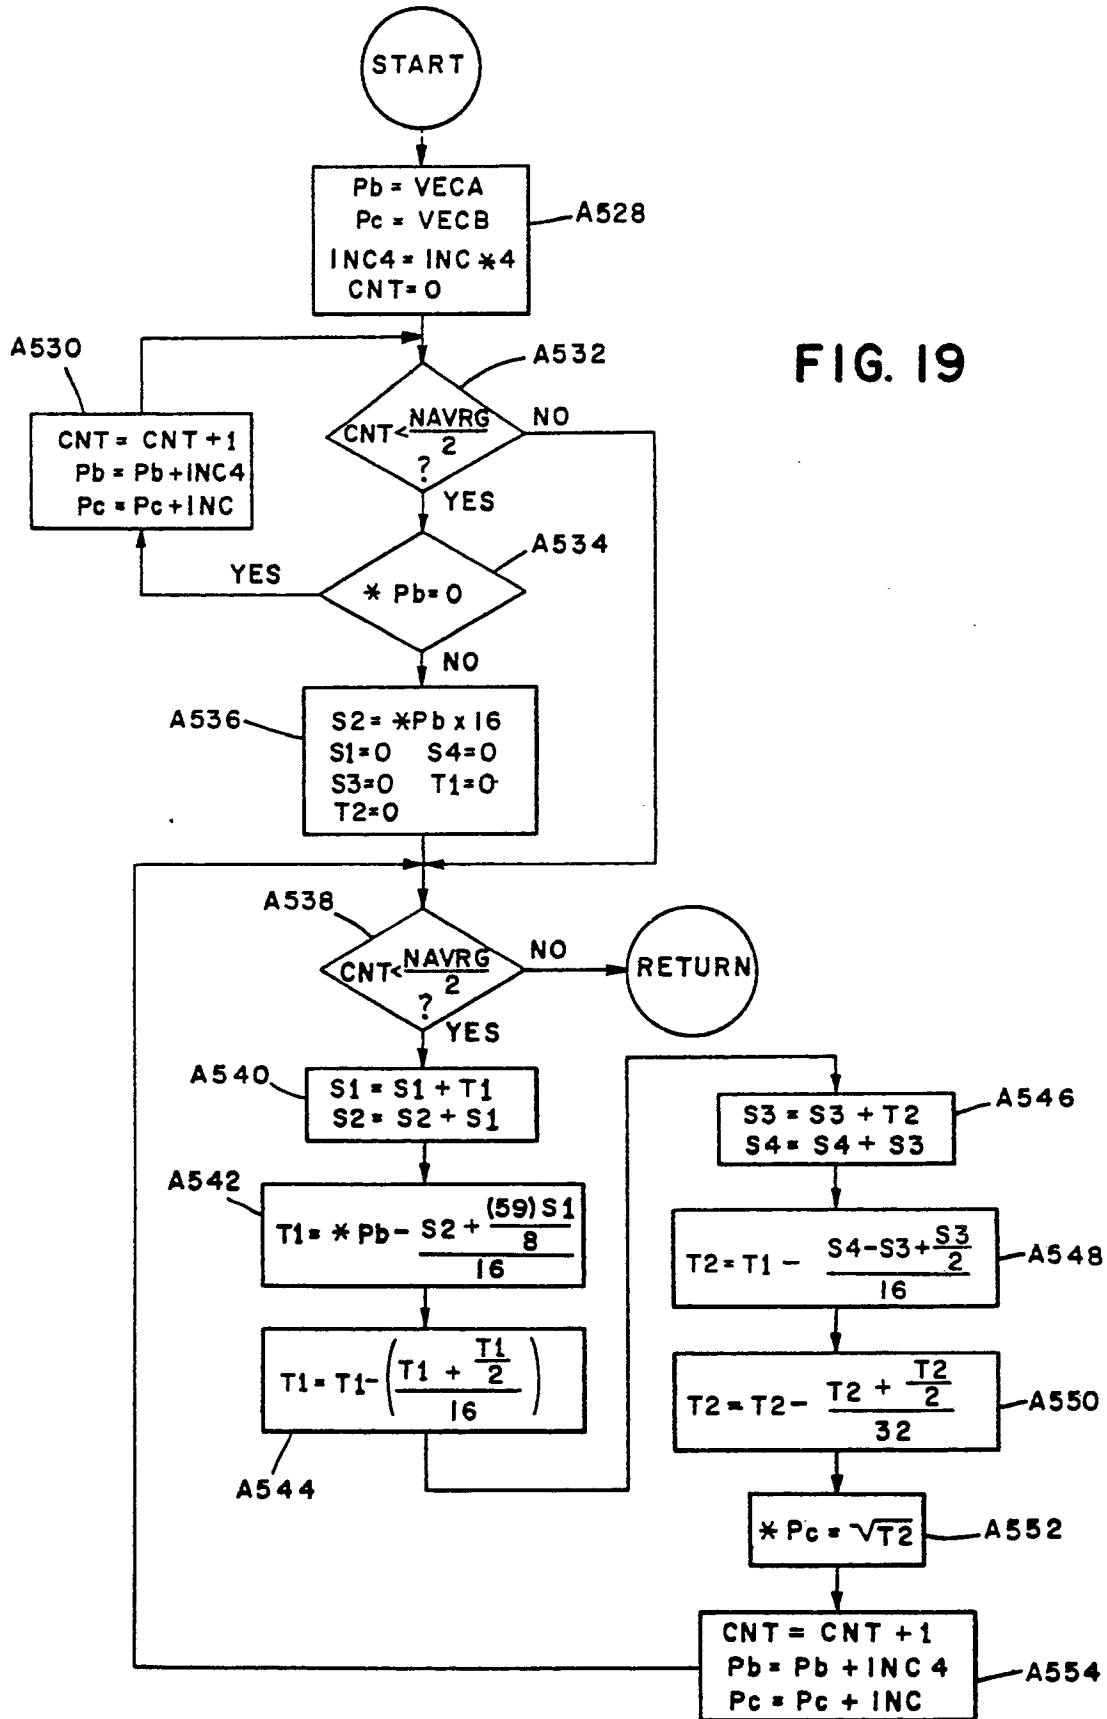 START
Pb = VECA
Pc = VECB
INC4 = INC *4
CNT=0
A528
A530
CNT = CNT +1
Pb = Pb+INC4
Pc = Pc+INC
A532
FIG. 19
CNT< NAVRG
2
?
NO
YES
A534
* Pb=0
YES
NO
A536
S2= *Pb x 16
S1=0 S4=0
S3=0 T1=0
T2=0
A538
CNT< NAVRG
2
?
NO
RETURN
YES
A540
S1 = S1 + T1
S2 = S2 + S1
A542
(59) S1
8
T1 = * Pb - S2 +
16
T1
2
T1 = T1- ( T1 + )
16
A544
S3 = S3 + T2
S4 = S4 + S3
A546
S3
2
T2 = T1 - S4-S3+
16
A548
T2
2
T2 = T2 - T2 +
32
A550
* Pc = √T2
A552
CNT = CNT +1
Pb = Pb + INC 4
Pc = Pc + INC
A554